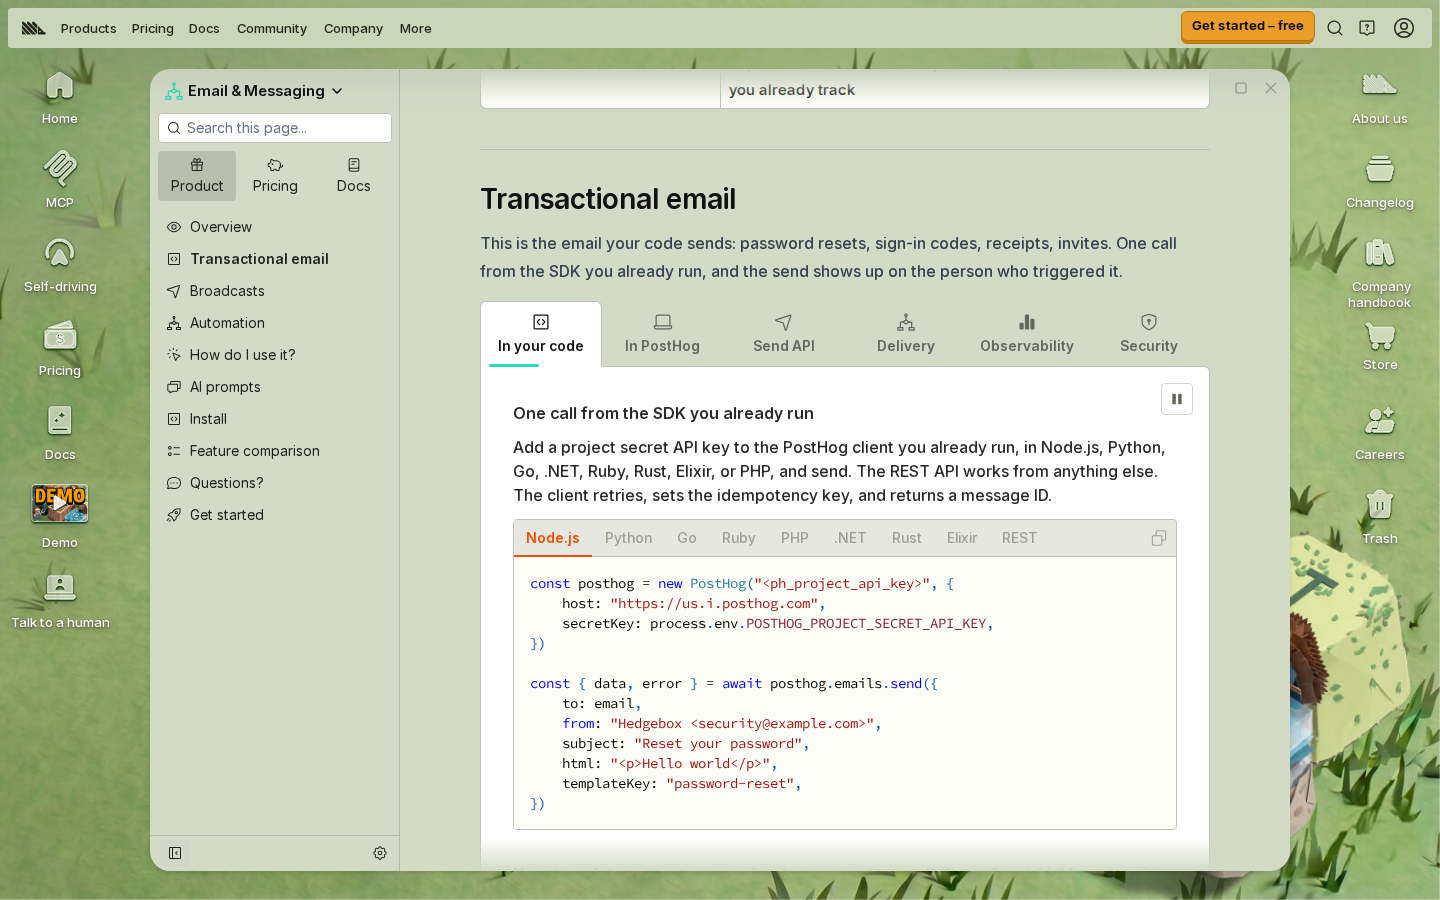 Products Pricing Docs Community Company More
Get started – free
Home
MCP
Self-driving
Pricing
Docs
DEMO
Demo
Talk to a human
Email & Messaging
Search this page...
Product Pricing Docs
Overview
Transactional email
Broadcasts
Automation
How do I use it?
AI prompts
Install
Feature comparison
Questions?
Get started
you already track
Transactional email
This is the email your code sends: password resets, sign-in codes, receipts, invites. One call
from the SDK you already run, and the send shows up on the person who triggered it.
In your code In PostHog Send API Delivery Observability Security
One call from the SDK you already run
Add a project secret API key to the PostHog client you already run, in Node.js, Python,
Go, .NET, Ruby, Rust, Elixir, or PHP, and send. The REST API works from anything else.
The client retries, sets the idempotency key, and returns a message ID.
Node.js Python Go Ruby PHP .NET Rust Elixir REST
const posthog = new PostHog("<ph_project_api_key>", {
    host: "https://us.i.posthog.com",
    secretKey: process.env.POSTHOG_PROJECT_SECRET_API_KEY,
})
const { data, error } = await posthog.emails.send({
    to: email,
    from: "Hedgebox <security@example.com>",
    subject: "Reset your password",
    html: "<p>Hello world</p>",
    templateKey: "password-reset",
})
About us
Changelog
Company
handbook
Store
Careers
Trash